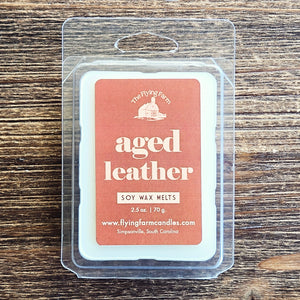 The Flying Farm
aged
leather
SOY WAX MELTS
2.5 oz. | 70 g.
www.flyingfarmcandles.com
Simpsonville, South Carolina